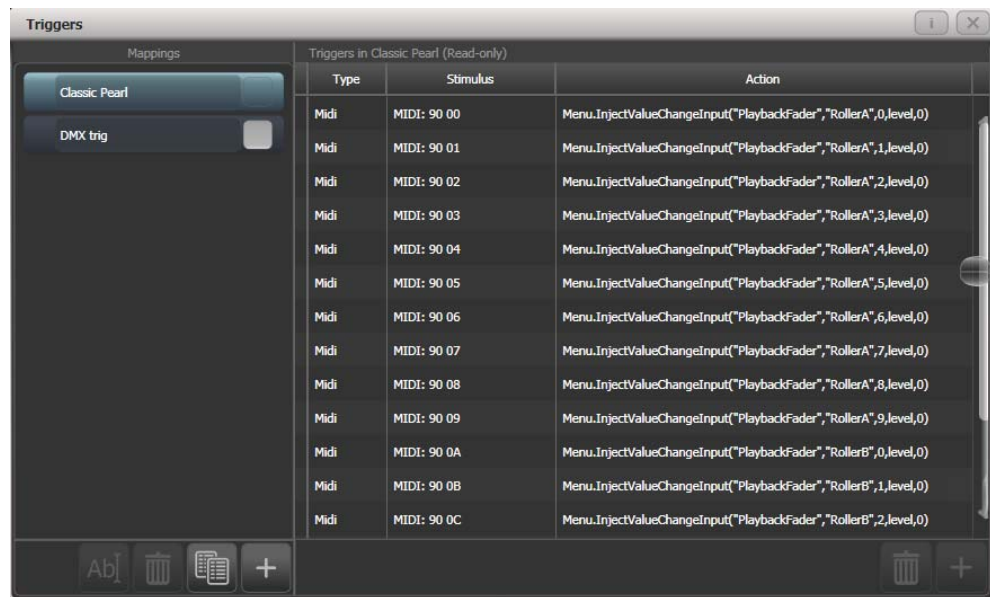 Triggers
i
Mappings
Triggers in Classic Pearl (Read-only)
Classic Pearl
DMX trig
Type Stimulus Action
Midi MIDI: 90 00 Menu.InjectValueChangeInput("PlaybackFader","RollerA",0,level,0)
Midi MIDI: 90 01 Menu.InjectValueChangeInput("PlaybackFader","RollerA",1,level,0)
Midi MIDI: 90 02 Menu.InjectValueChangeInput("PlaybackFader","RollerA",2,level,0)
Midi MIDI: 90 03 Menu.InjectValueChangeInput("PlaybackFader","RollerA",3,level,0)
Midi MIDI: 90 04 Menu.InjectValueChangeInput("PlaybackFader","RollerA",4,level,0)
Midi MIDI: 90 05 Menu.InjectValueChangeInput("PlaybackFader","RollerA",5,level,0)
Midi MIDI: 90 06 Menu.InjectValueChangeInput("PlaybackFader","RollerA",6,level,0)
Midi MIDI: 90 07 Menu.InjectValueChangeInput("PlaybackFader","RollerA",7,level,0)
Midi MIDI: 90 08 Menu.InjectValueChangeInput("PlaybackFader","RollerA",8,level,0)
Midi MIDI: 90 09 Menu.InjectValueChangeInput("PlaybackFader","RollerA",9,level,0)
Midi MIDI: 90 0A Menu.InjectValueChangeInput("PlaybackFader","RollerB",0,level,0)
Midi MIDI: 90 0B Menu.InjectValueChangeInput("PlaybackFader","RollerB",1,level,0)
Midi MIDI: 90 0C Menu.InjectValueChangeInput("PlaybackFader","RollerB",2,level,0)
Ab